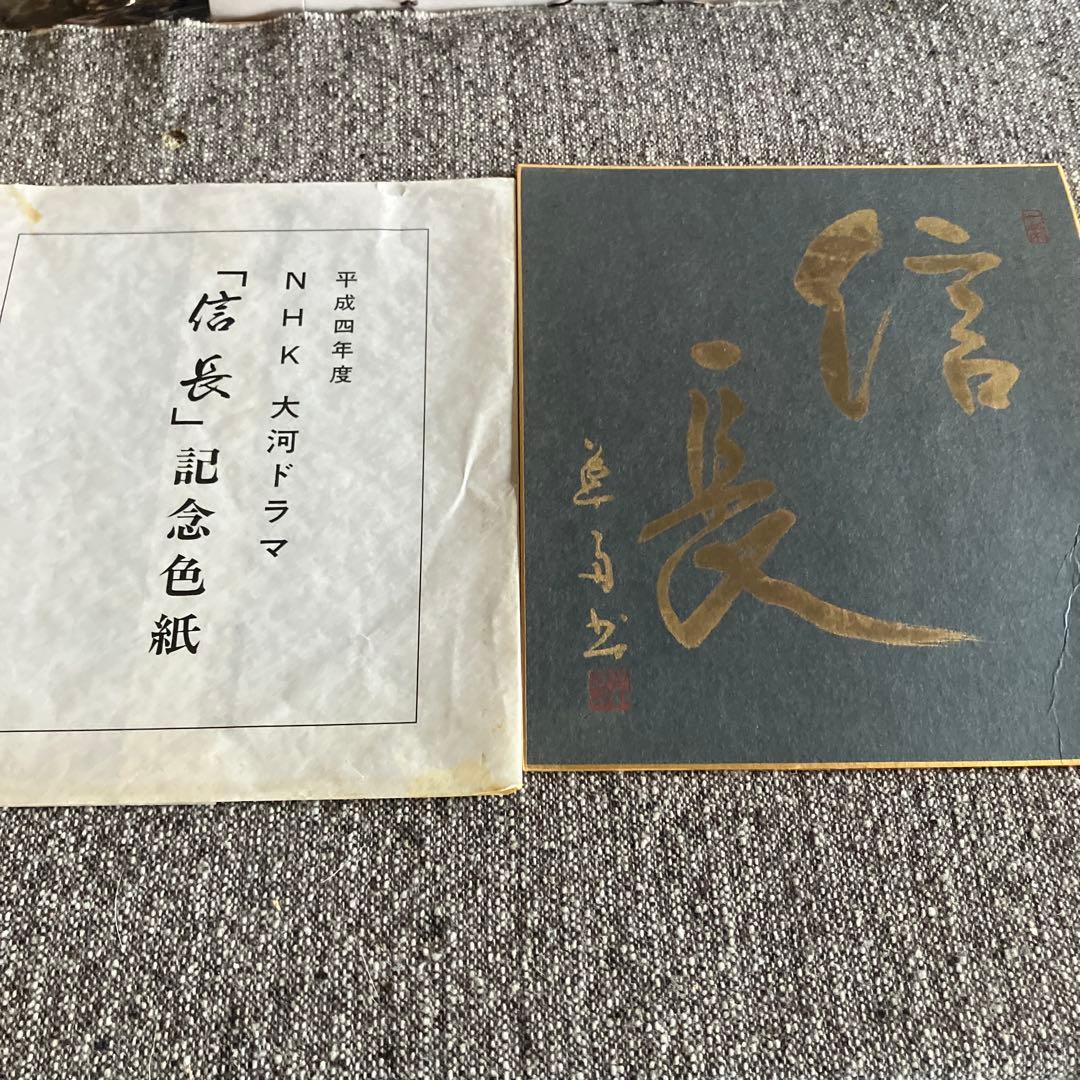 平成四年度
NHK 大河ドラマ
「信長」記念色紙
信
長
書